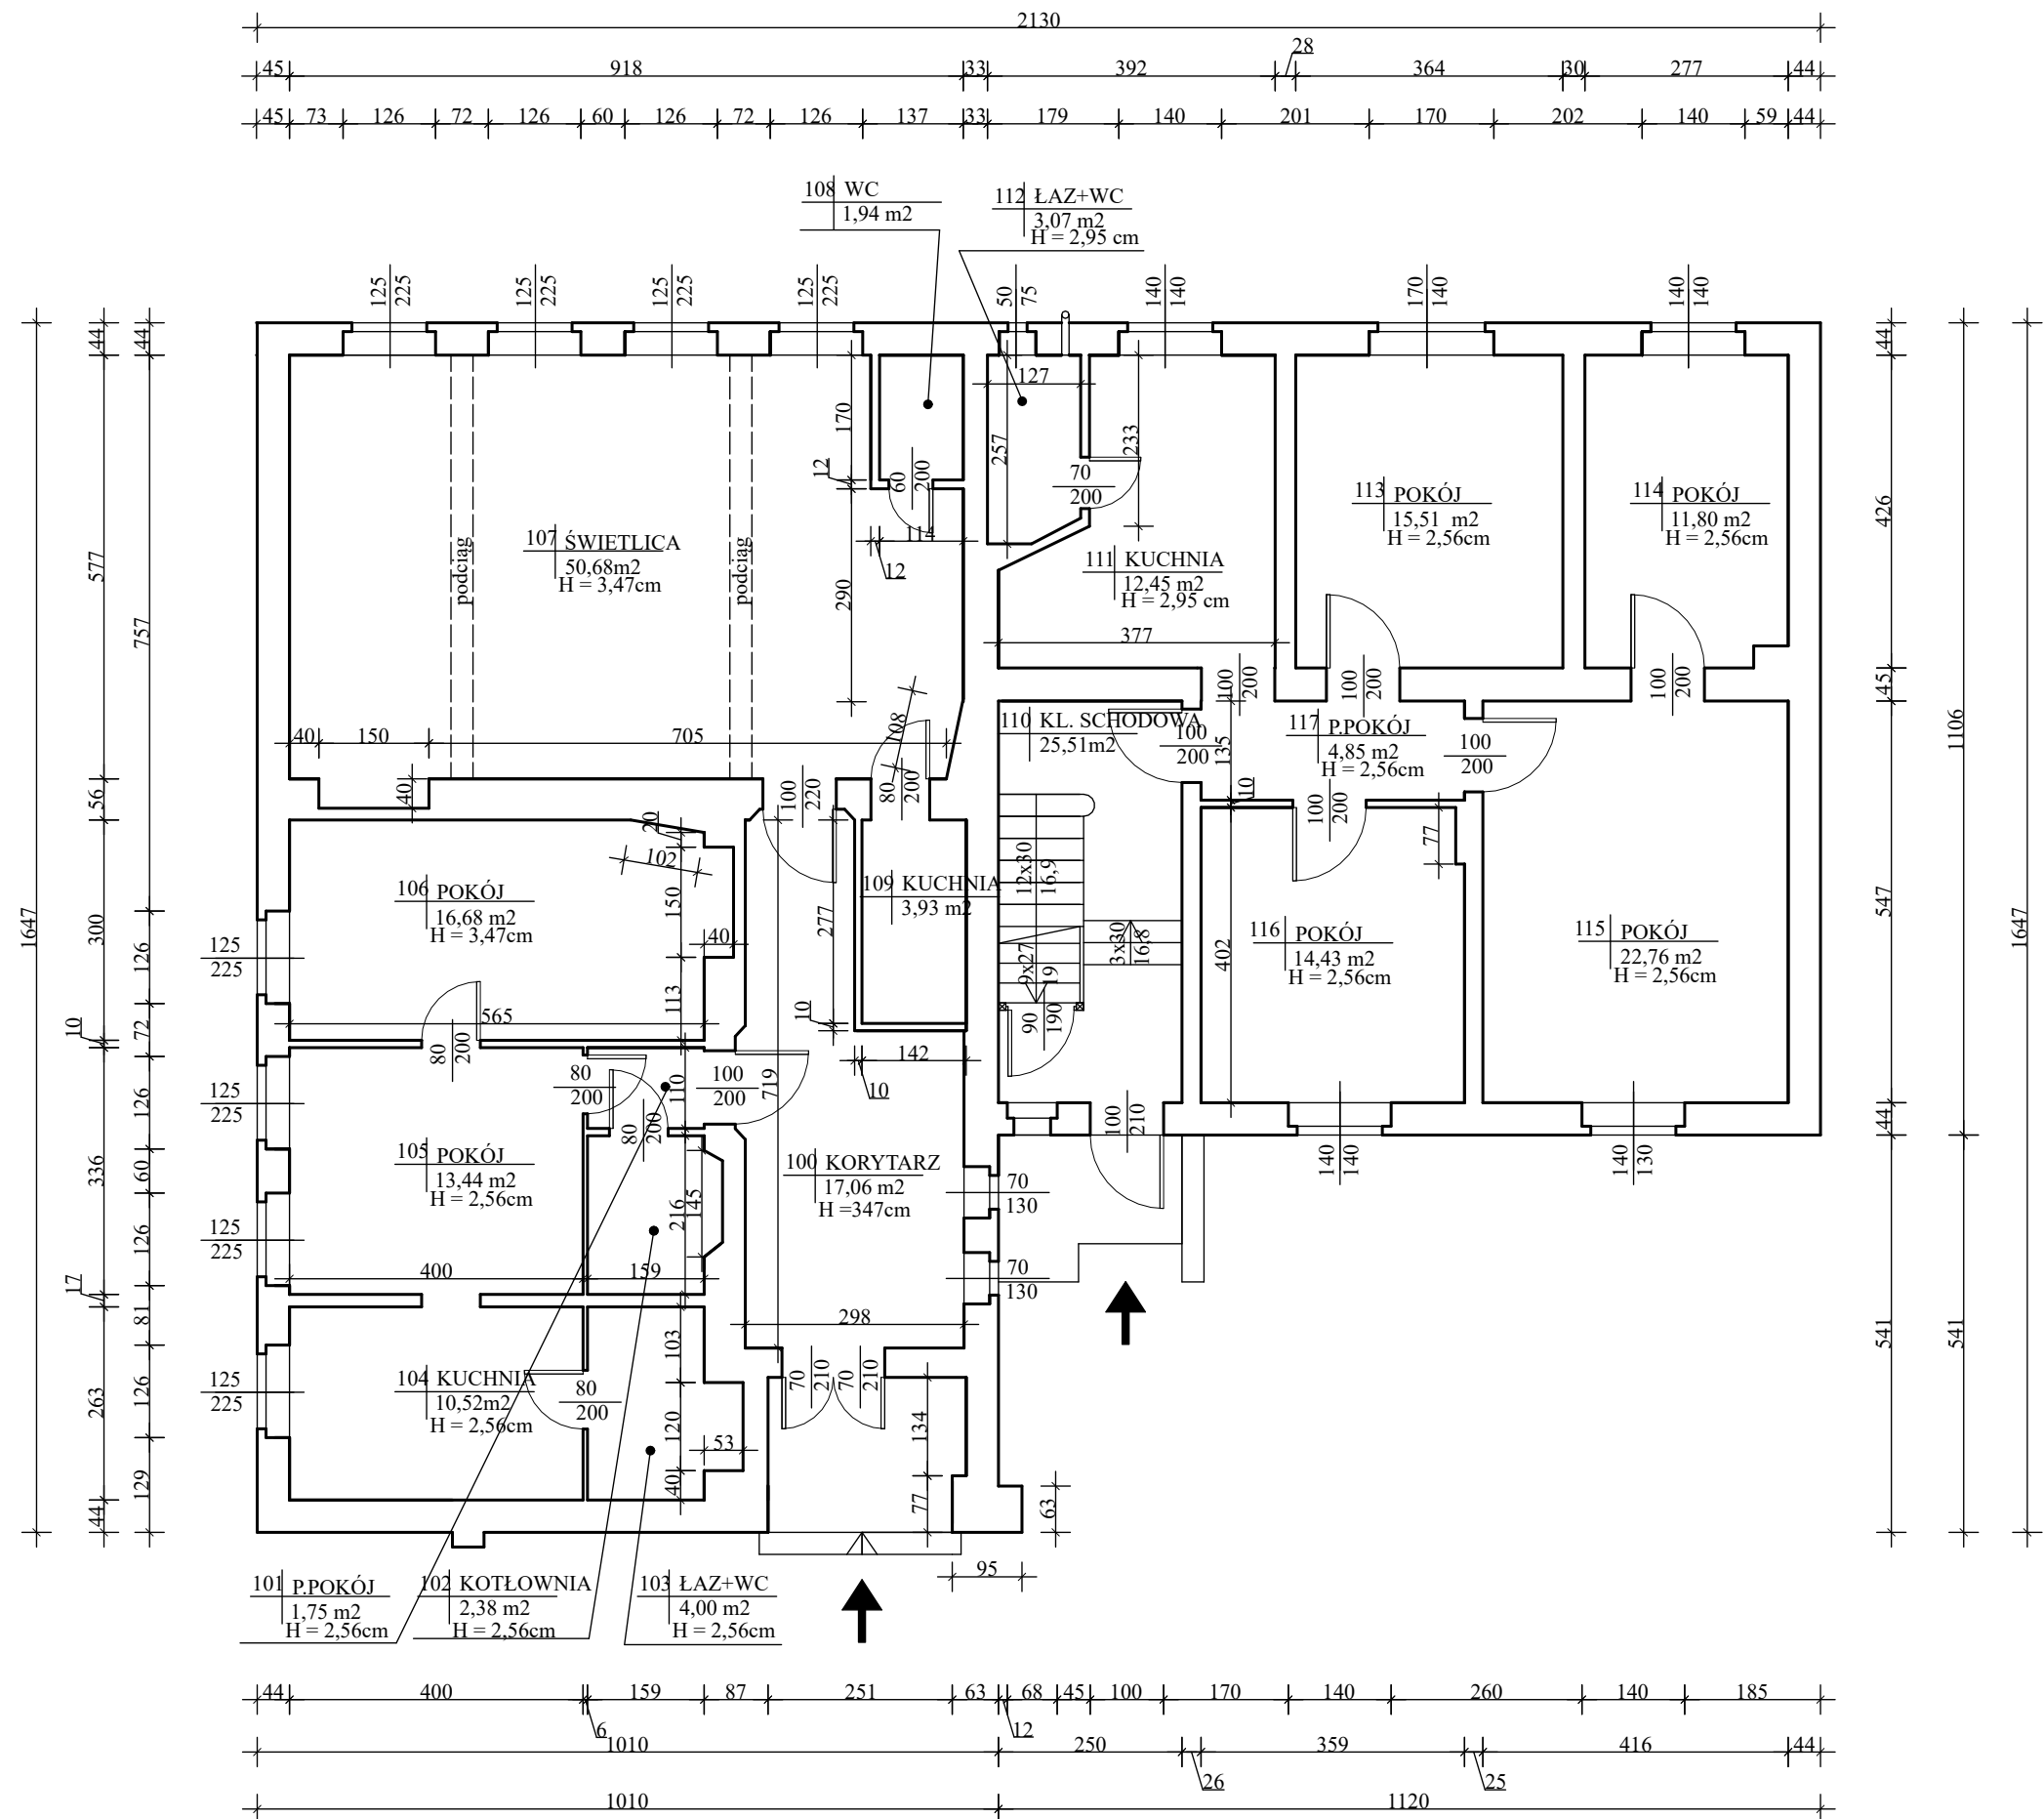 2130
45 918 33 392 28 364 30 277 44
45 73 126 72 126 60 126 72 126 137 33 179 140 201 170 202 140 59 44
108 WC
1,94 m2
112 ŁAZ+WC
3,07 m2
H = 2,95 cm
125 225
125 225
125 225
125 225
50 75
140 140
170 140
140 140
1647
44 577 56 300 10 336 17 263 44
44 757 126 72 126 60 126 81 126 129
127
170
12
257
233
60 200
70
200
114
12
290
107 ŚWIETLICA
50,68m2
H = 3,47cm
podciąg
podciąg
111 KUCHNIA
12,45 m2
H = 2,95 cm
377
113 POKÓJ
15,51 m2
H = 2,56cm
114 POKÓJ
11,80 m2
H = 2,56cm
44 426 45 547 44 541
1106 541
1647
100 200
100 200
100 200
40 150 705
108
40
100 220
80 200
110 KL. SCHODOWA
25,51m2
100
200
135
10
117 P.POKÓJ
4,85 m2
H = 2,56cm
100
200
100 200
77
20
102
150
40
113
106 POKÓJ
16,68 m2
H = 3,47cm
125
225
565
80 200
277
10
109 KUCHNIA
3,93 m2
142
10
12x30
16,9
9x27
19
3x30
16,8
90 190
402
116 POKÓJ
14,43 m2
H = 2,56cm
115 POKÓJ
22,76 m2
H = 2,56cm
125
225
80
200
110
100
200
719
80 200
100 210
140 140
140 130
105 POKÓJ
13,44 m2
H = 2,56cm
216
145
100 KORYTARZ
17,06 m2
H =347cm
70
130
125
225
400 159
70
130
298
103
104 KUCHNIA
10,52m2
H = 2,56cm
125
225
80
200
120
53
40
70 210
70 210
134
77
63
95
101 P.POKÓJ
1,75 m2
H = 2,56cm
102 KOTŁOWNIA
2,38 m2
H = 2,56cm
103 ŁAZ+WC
4,00 m2
H = 2,56cm
44 400 6 159 87 251 63 12 68 45 100 170 140 260 140 185
1010 250 26 359 25 416 44
1010 1120